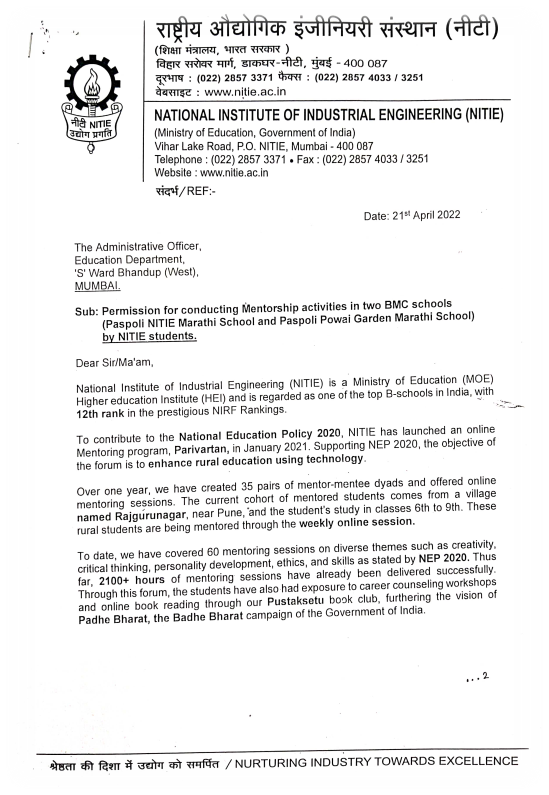 राष्ट्रीय औद्योगिक इंजीनियरी संस्थान (नीटी)
(शिक्षा मंत्रालय, भारत सरकार )
विहार सरोवर मार्ग, डाकघर-नीटी, मुंबई - 400 087
दूरभाष : (022) 2857 3371 फैक्स : (022) 2857 4033 / 3251
वेबसाइट : www.nitie.ac.in
नीटी NITIE
उद्योग प्रगति
NATIONAL INSTITUTE OF INDUSTRIAL ENGINEERING (NITIE)
(Ministry of Education, Government of India)
Vihar Lake Road, P.O. NITIE, Mumbai - 400 087
Telephone : (022) 2857 3371 • Fax : (022) 2857 4033 / 3251
Website : www.nitie.ac.in
संदर्भ/REF:-
Date: 21st April 2022
The Administrative Officer,
Education Department,
'S' Ward Bhandup (West),
MUMBAI.
Sub: Permission for conducting Mentorship activities in two BMC schools
(Paspoli NITIE Marathi School and Paspoli Powai Garden Marathi School)
by NITIE students.
Dear Sir/Ma'am,
National Institute of Industrial Engineering (NITIE) is a Ministry of Education (MOE)
Higher education Institute (HEI) and is regarded as one of the top B-schools in India, with
12th rank in the prestigious NIRF Rankings.
To contribute to the National Education Policy 2020, NITIE has launched an online
Mentoring program, Parivartan, in January 2021. Supporting NEP 2020, the objective of
the forum is to enhance rural education using technology.
Over one year, we have created 35 pairs of mentor-mentee dyads and offered online
mentoring sessions. The current cohort of mentored students comes from a village
named Rajgurunagar, near Pune, and the student's study in classes 6th to 9th. These
rural students are being mentored through the weekly online session.
To date, we have covered 60 mentoring sessions on diverse themes such as creativity,
critical thinking, personality development, ethics, and skills as stated by NEP 2020. Thus
far, 2100+ hours of mentoring sessions have already been delivered successfully.
Through this forum, the students have also had exposure to career counseling workshops
and online book reading through our Pustaksetu book club, furthering the vision of
Padhe Bharat, the Badhe Bharat campaign of the Government of India.
...2
श्रेष्ठता की दिशा में उद्योग को समर्पित / NURTURING INDUSTRY TOWARDS EXCELLENCE